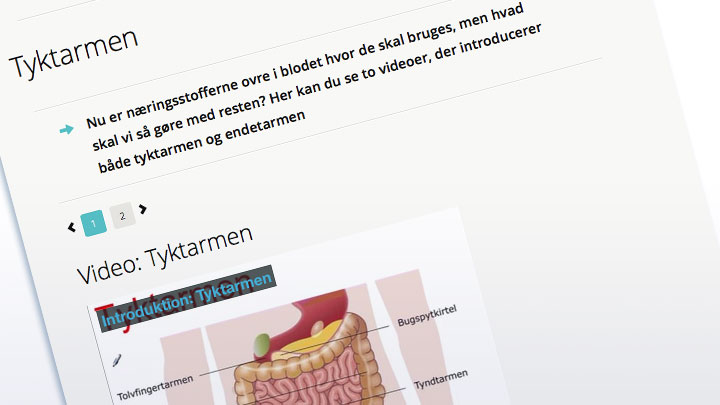 Tyktarmen
Nu er næringsstofferne ovre i blodet hvor de skal bruges, men hvad
skal vi så gøre med resten? Her kan du se to videoer, der introducerer
både tyktarmen og endetarmen
1 2
Video: Tyktarmen
Tyktarmen
Introduktion: Tyktarmen
Bugspytkirtel
Tolvfingertarmen
Tyndtarmen